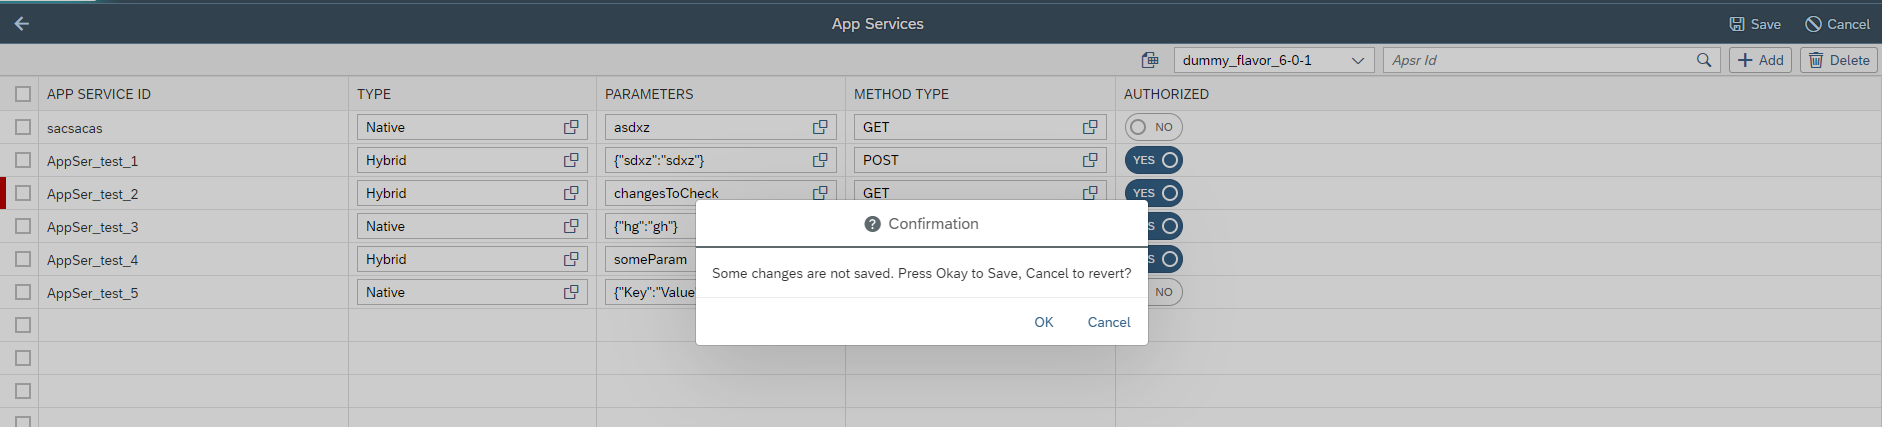 App Services
Save Cancel
dummy_flavor_6-0-1 Apsr Id Add Delete
APP SERVICE ID TYPE PARAMETERS METHOD TYPE AUTHORIZED
sacsacas Native asdxz GET NO
AppSer_test_1 Hybrid {"sdxz":"sdxz"} POST YES
AppSer_test_2 Hybrid changesToCheck GET YES
AppSer_test_3 Native {"hg":"gh"} S
AppSer_test_4 Hybrid someParam S
AppSer_test_5 Native {"Key":"Value NO
Confirmation
Some changes are not saved. Press Okay to Save, Cancel to revert?
OK Cancel